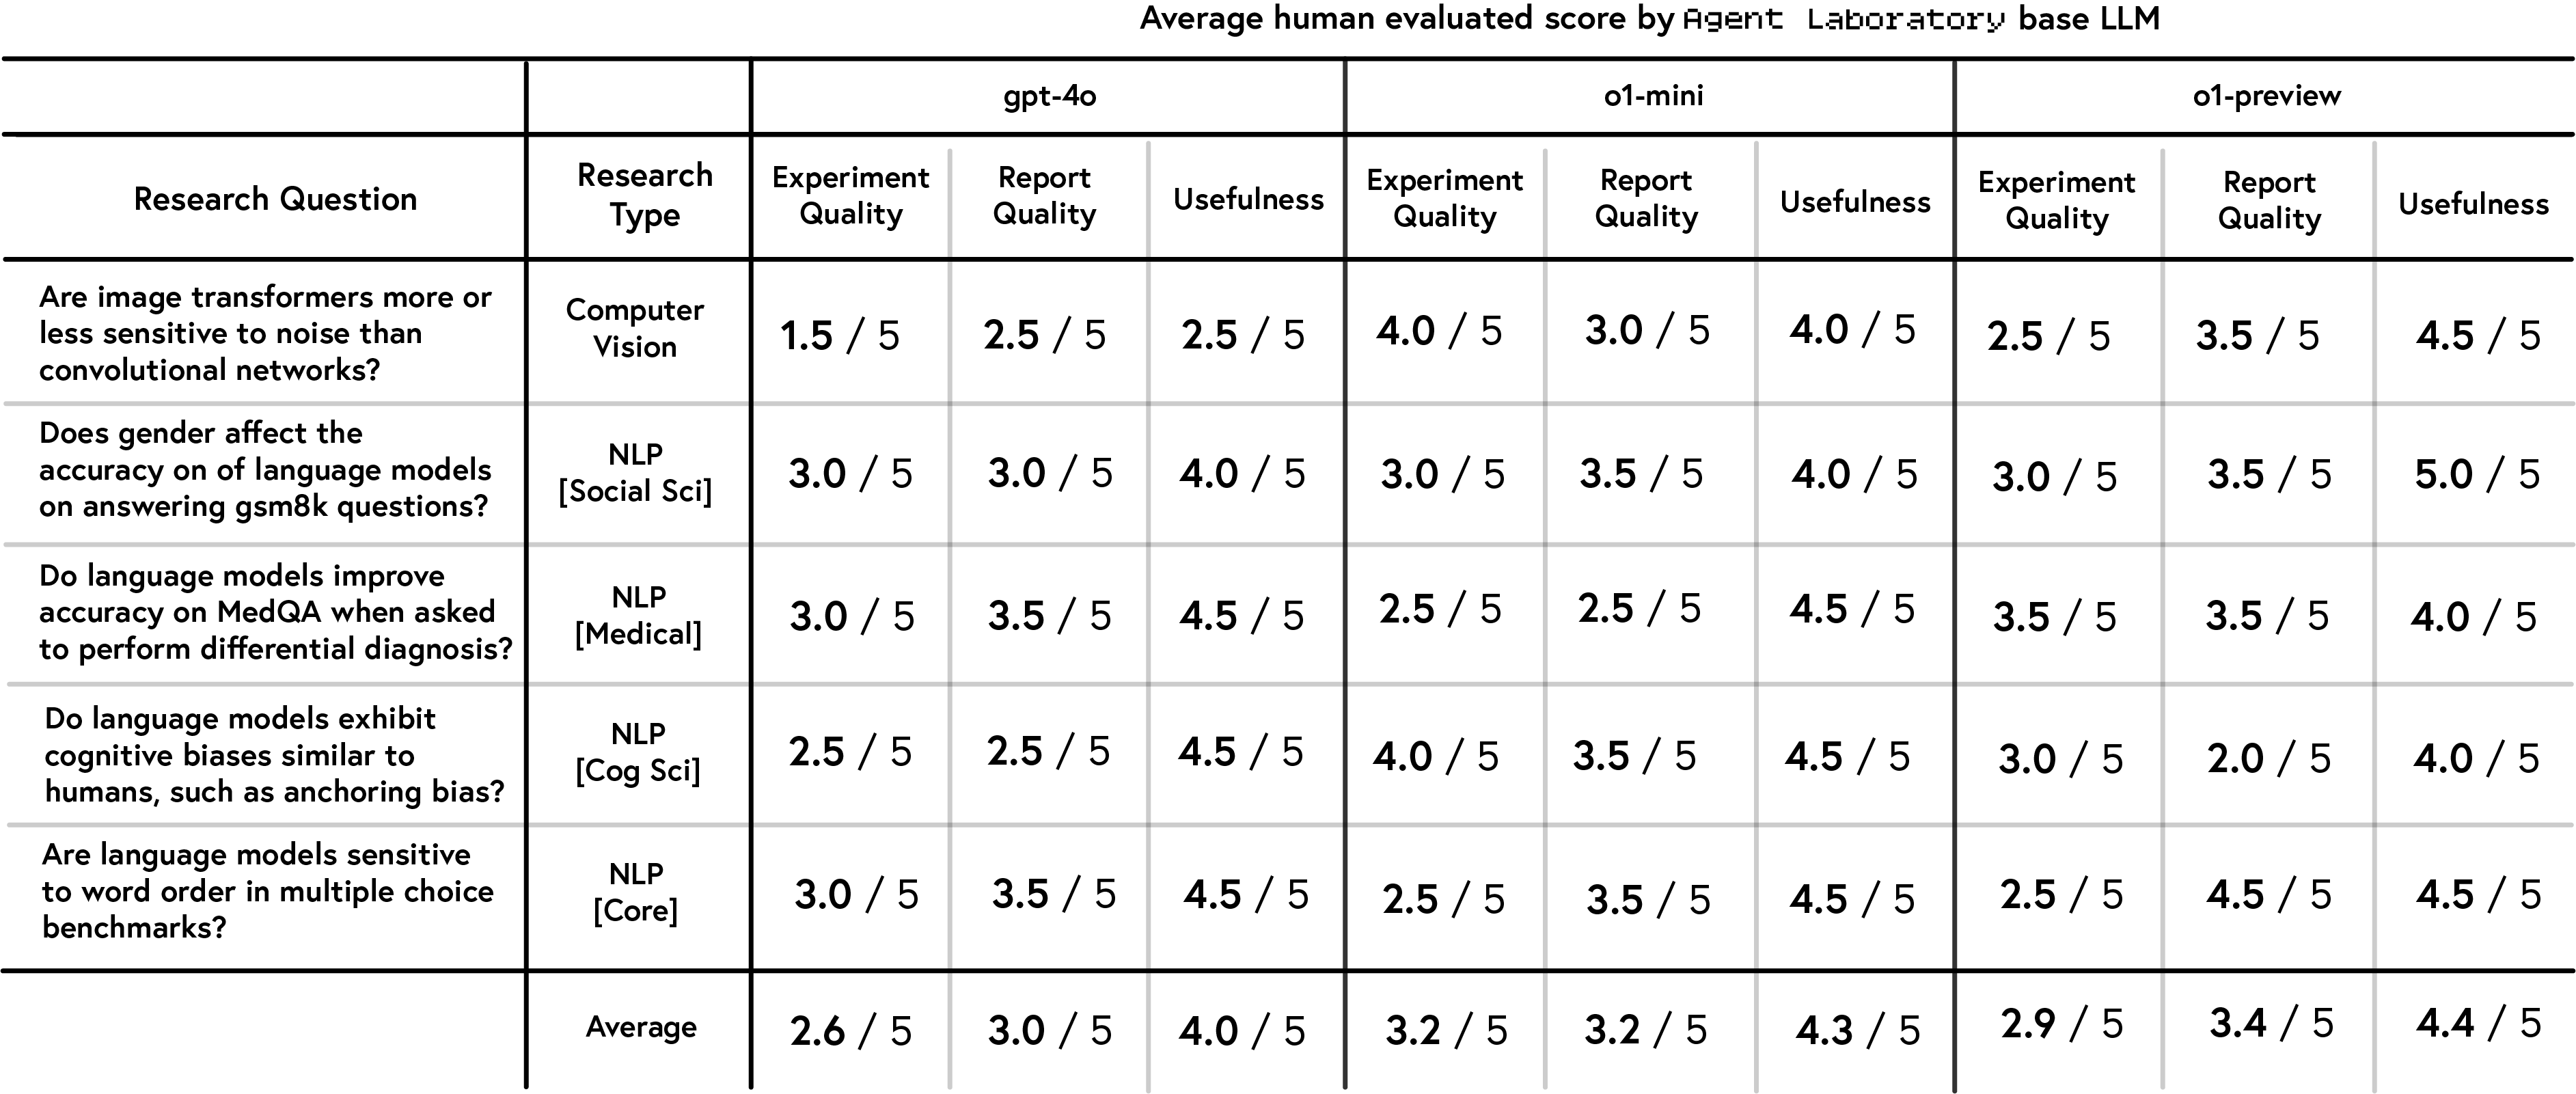 Average human evaluated score by Agent Laboratory base LLM
gpt-4o o1-mini o1-preview
Research Question
Research
Type
Experiment
Quality
Report
Quality
Usefulness
Experiment
Quality
Report
Quality
Usefulness
Experiment
Quality
Report
Quality
Usefulness
Are image transformers more or
less sensitive to noise than
convolutional networks?
Computer
Vision
1.5 / 5 2.5 / 5 2.5 / 5 4.0 / 5 3.0 / 5 4.0 / 5 2.5 / 5 3.5 / 5 4.5 / 5
Does gender affect the
accuracy on of language models
on answering gsm8k questions?
NLP
[Social Sci]
3.0 / 5 3.0 / 5 4.0 / 5 3.0 / 5 3.5 / 5 4.0 / 5 3.0 / 5 3.5 / 5 5.0 / 5
Do language models improve
accuracy on MedQA when asked
to perform differential diagnosis?
NLP
[Medical]
3.0 / 5 3.5 / 5 4.5 / 5 2.5 / 5 2.5 / 5 4.5 / 5 3.5 / 5 3.5 / 5 4.0 / 5
Do language models exhibit
cognitive biases similar to
humans, such as anchoring bias?
NLP
[Cog Sci]
2.5 / 5 2.5 / 5 4.5 / 5 4.0 / 5 3.5 / 5 4.5 / 5 3.0 / 5 2.0 / 5 4.0 / 5
Are language models sensitive
to word order in multiple choice
benchmarks?
NLP
[Core]
3.0 / 5 3.5 / 5 4.5 / 5 2.5 / 5 3.5 / 5 4.5 / 5 2.5 / 5 4.5 / 5 4.5 / 5
Average 2.6 / 5 3.0 / 5 4.0 / 5 3.2 / 5 3.2 / 5 4.3 / 5 2.9 / 5 3.4 / 5 4.4 / 5